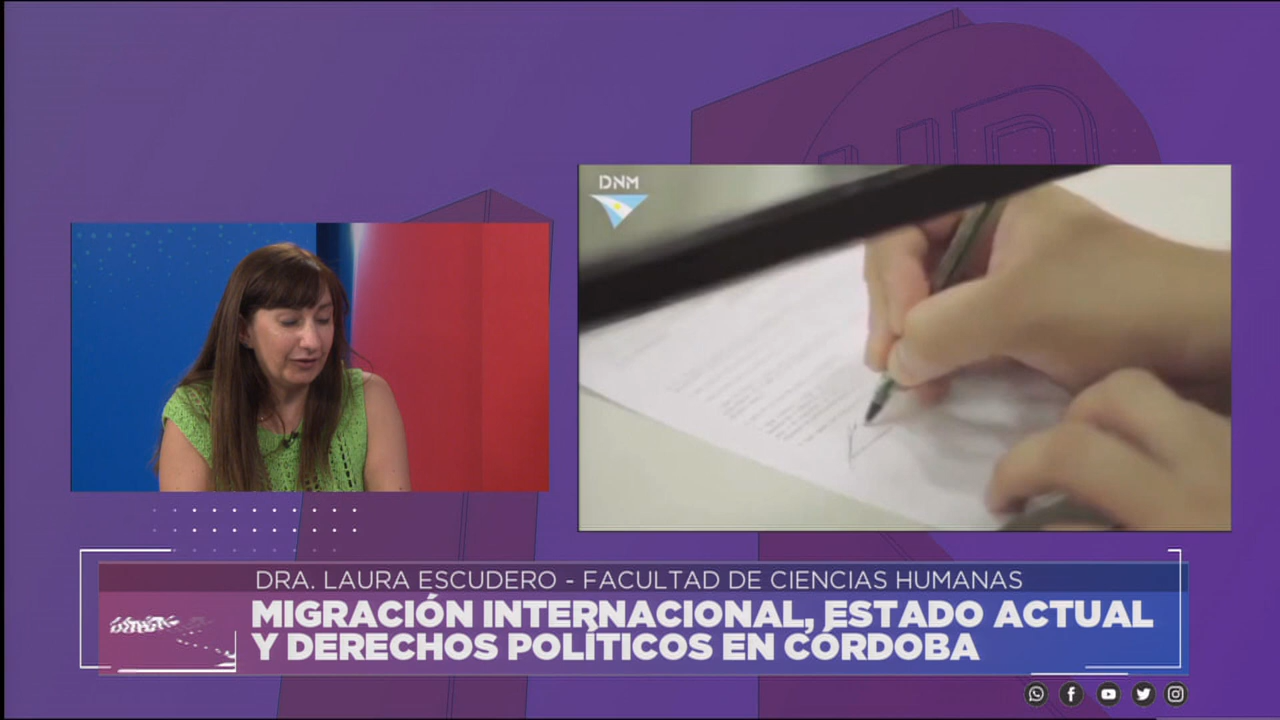 DNM
DRA. LAURA ESCUDERO - FACULTAD DE CIENCIAS HUMANAS
MIGRACIÓN INTERNACIONAL, ESTADO ACTUAL
Y DERECHOS POLÍTICOS EN CÓRDOBA